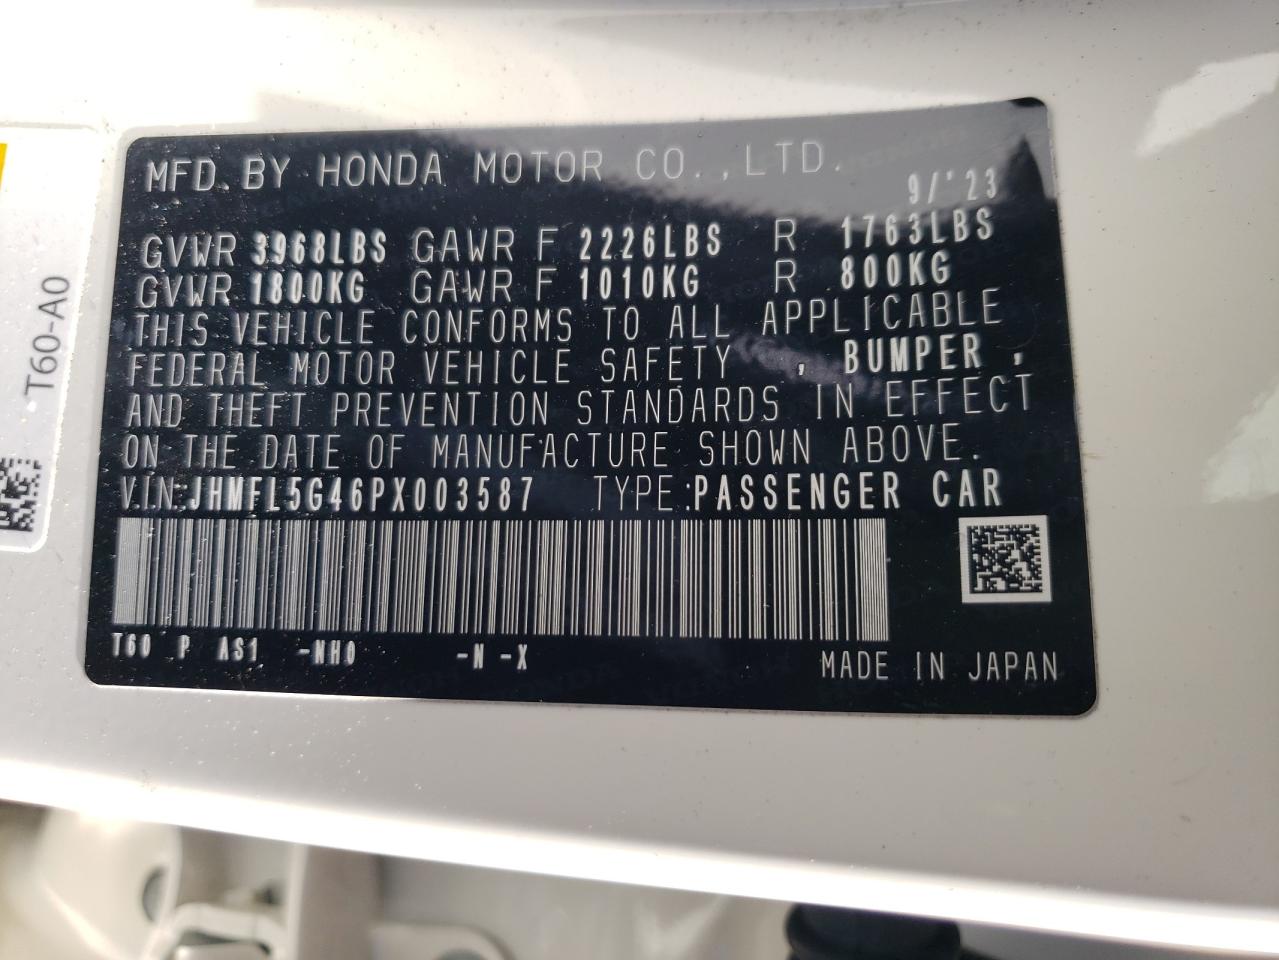 MFD. BY HONDA MOTOR CO.,LTD.
9/'23
GVWR 3968LBS GAWR F 2226LBS R 1763LBS
GVWR 1800KG GAWR F 1010KG R 800KG
THIS VEHICLE CONFORMS TO ALL APPLICABLE
FEDERAL MOTOR VEHICLE SAFETY , BUMPER ,
AND THEFT PREVENTION STANDARDS IN EFFECT
ON THE DATE OF MANUFACTURE SHOWN ABOVE.
VIN:JHMFL5G46PX003587 TYPE:PASSENGER CAR
T60 P AS1 -NH0 -N -X
MADE IN JAPAN
T60-A0